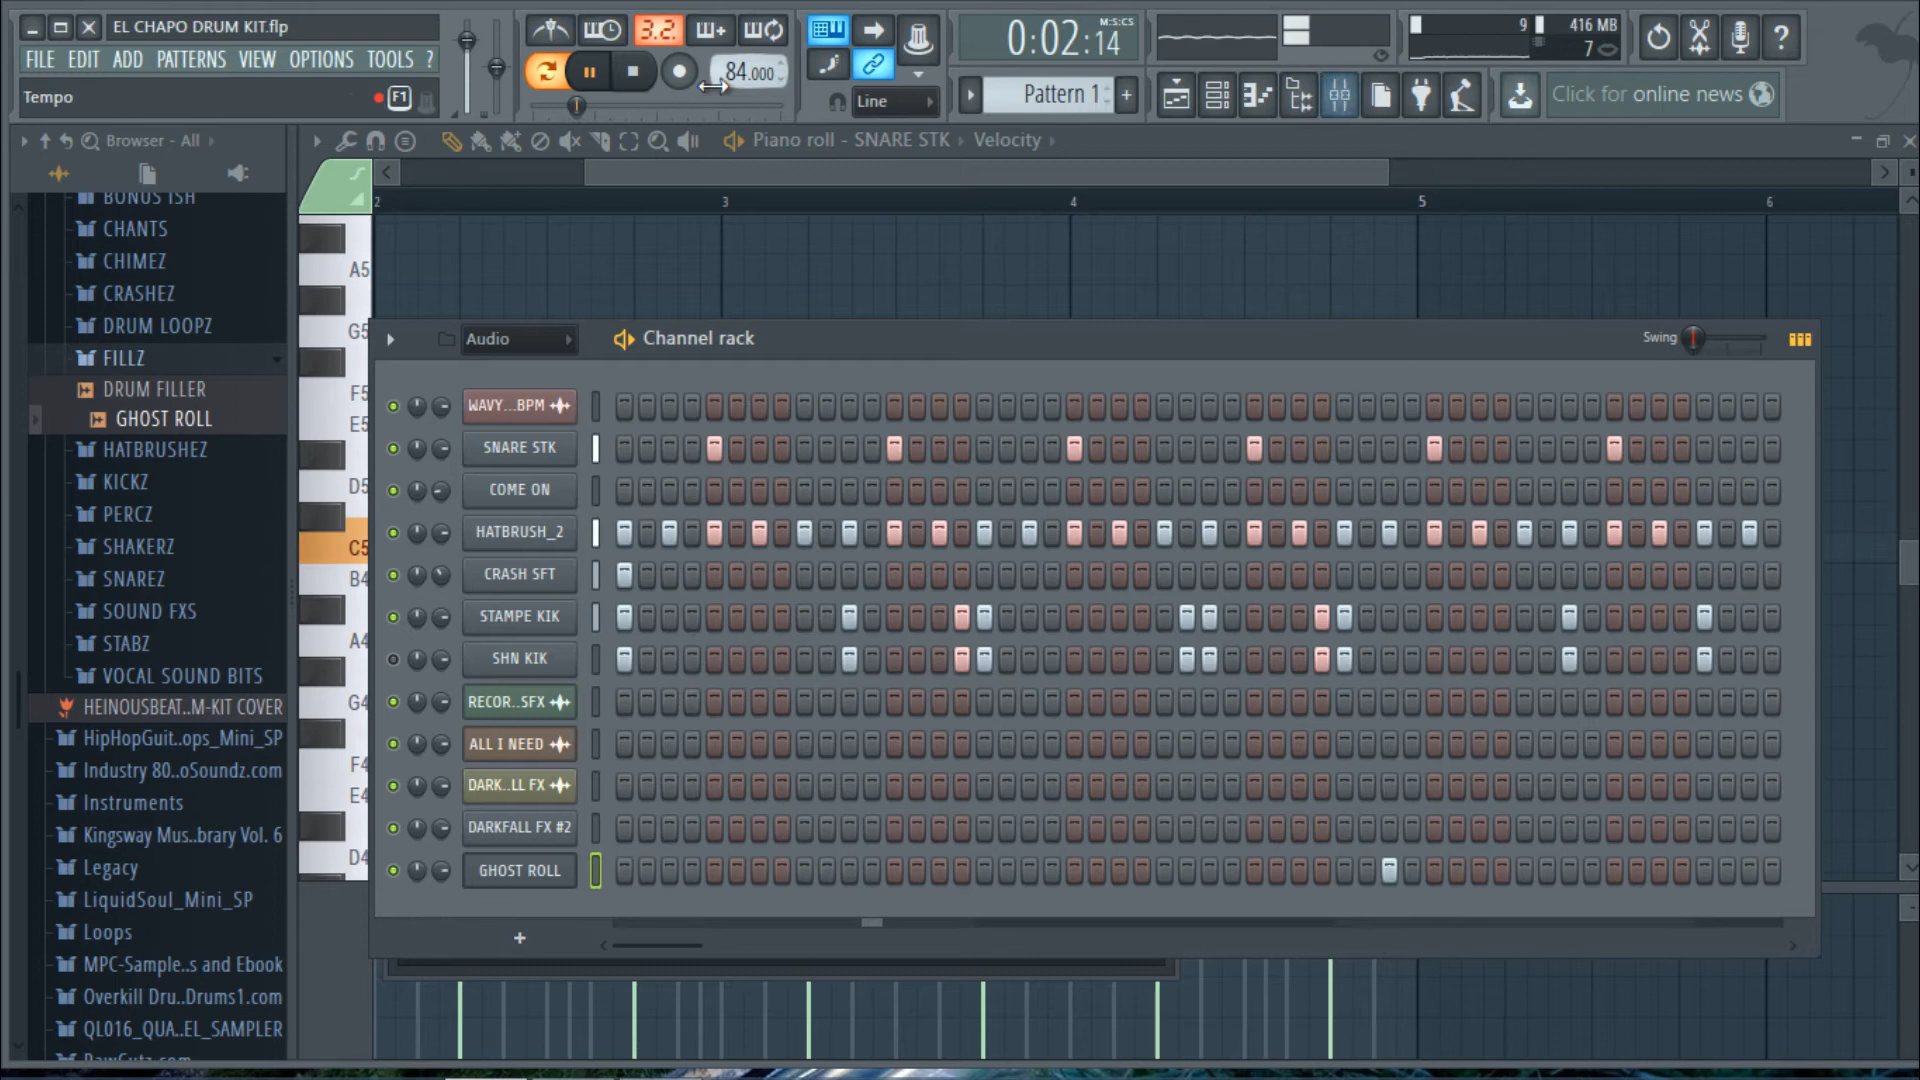 EL CHAPO DRUM KIT.flp
FILE EDIT ADD PATTERNS VIEW OPTIONS TOOLS ?
Tempo
F1
3.2.
84.000
Line
0:02:14
M:S:CS
Pattern 1
9
416 MB
7
Click for online news
Browser - All
Piano roll - SNARE STK
Velocity
2
3
4
5
6
BONUS ISH
CHANTS
CHIMEZ
CRASHEZ
DRUM LOOPZ
FILLZ
DRUM FILLER
GHOST ROLL
HATBRUSHEZ
KICKZ
PERCZ
SHAKERZ
SNAREZ
SOUND FXS
STABZ
VOCAL SOUND BITS
HEINOUSBEAT..M-KIT COVER
HipHopGuit..ops_Mini_SP
Industry 80..oSoundz.com
Instruments
Kingsway Mus..brary Vol. 6
Legacy
LiquidSoul_Mini_SP
Loops
MPC-Sample..s and Ebook
Overkill Dru..Drums1.com
QL016_QUA..EL_SAMPLER
A5
G5
F5
E5
D5
C5
B4
A4
G4
F4
E4
D4
Audio
Channel rack
Swing
WAVY...BPM
SNARE STK
COME ON
HATBRUSH_2
CRASH SFT
STAMPE KIK
SHN KIK
RECOR..SFX
ALL I NEED
DARK..LL FX
DARKFALL FX #2
GHOST ROLL
+